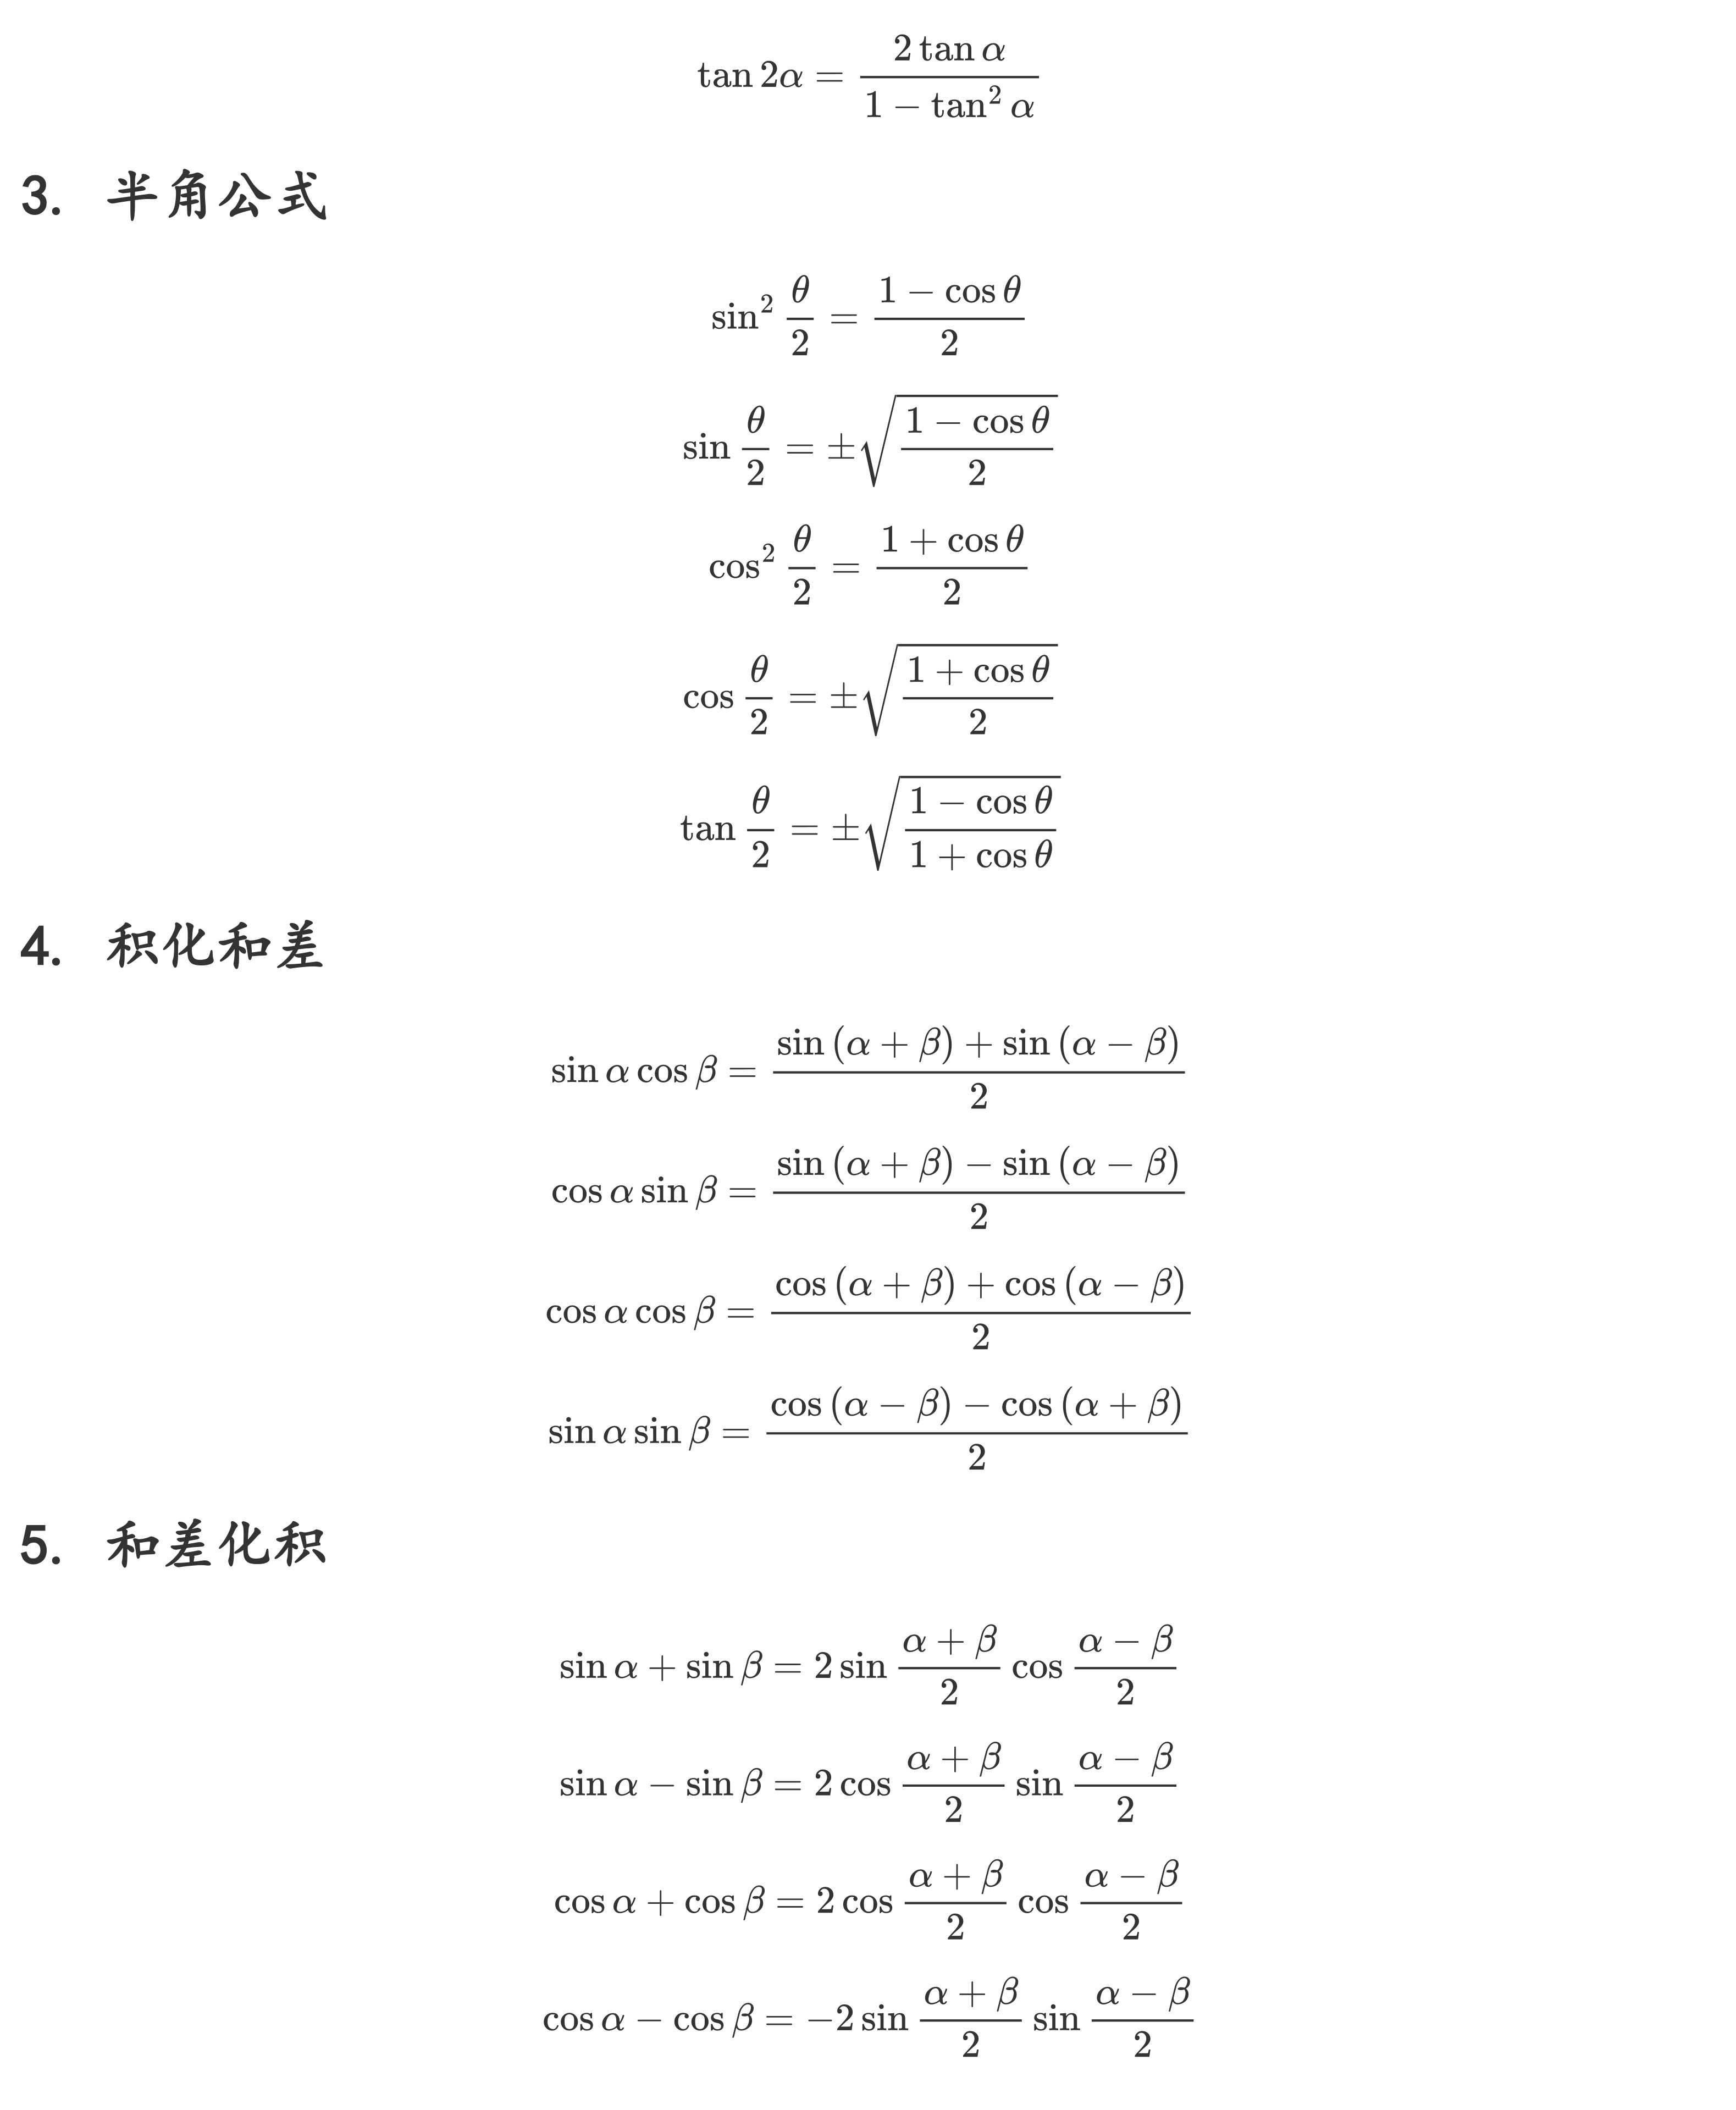 $\tan 2\alpha = \frac{2\tan\alpha}{1-\tan^2\alpha}$
3. 半角公式
$\sin^2\frac{\theta}{2} = \frac{1-\cos\theta}{2}$
$\sin\frac{\theta}{2} = \pm\sqrt{\frac{1-\cos\theta}{2}}$
$\cos^2\frac{\theta}{2} = \frac{1+\cos\theta}{2}$
$\cos\frac{\theta}{2} = \pm\sqrt{\frac{1+\cos\theta}{2}}$
$\tan\frac{\theta}{2} = \pm\sqrt{\frac{1-\cos\theta}{1+\cos\theta}}$
4. 积化和差
$\sin\alpha\cos\beta = \frac{\sin(\alpha+\beta)+\sin(\alpha-\beta)}{2}$
$\cos\alpha\sin\beta = \frac{\sin(\alpha+\beta)-\sin(\alpha-\beta)}{2}$
$\cos\alpha\cos\beta = \frac{\cos(\alpha+\beta)+\cos(\alpha-\beta)}{2}$
$\sin\alpha\sin\beta = \frac{\cos(\alpha-\beta)-\cos(\alpha+\beta)}{2}$
5. 和差化积
$\sin\alpha+\sin\beta = 2\sin\frac{\alpha+\beta}{2}\cos\frac{\alpha-\beta}{2}$
$\sin\alpha-\sin\beta = 2\cos\frac{\alpha+\beta}{2}\sin\frac{\alpha-\beta}{2}$
$\cos\alpha+\cos\beta = 2\cos\frac{\alpha+\beta}{2}\cos\frac{\alpha-\beta}{2}$
$\cos\alpha-\cos\beta = -2\sin\frac{\alpha+\beta}{2}\sin\frac{\alpha-\beta}{2}$